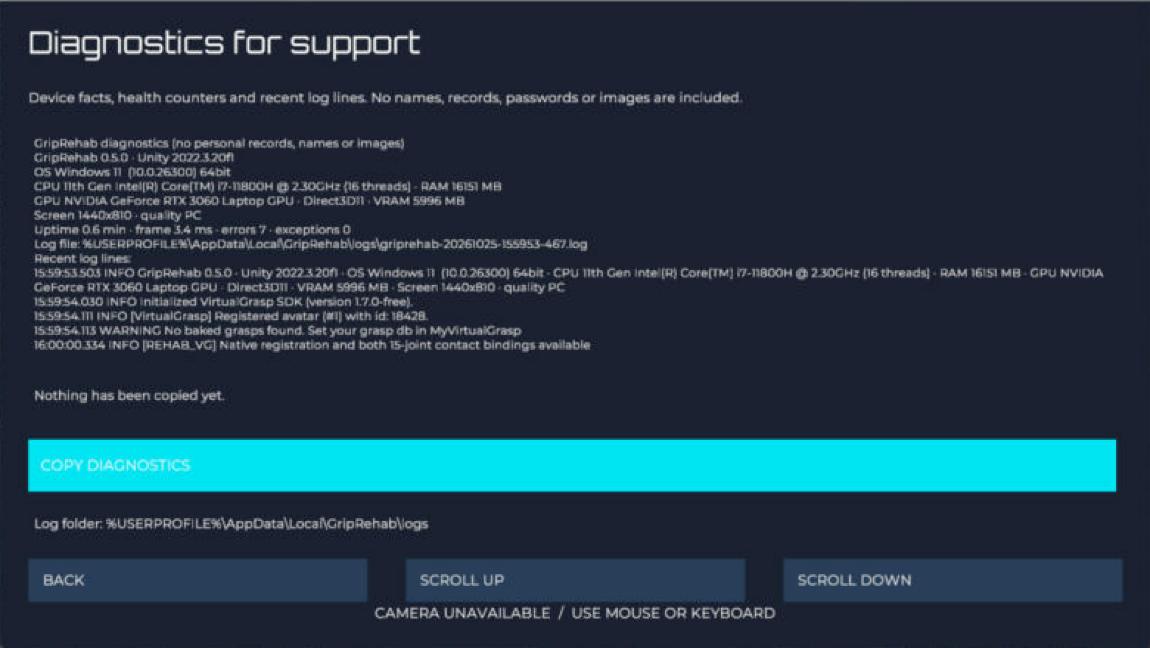 Diagnostics for support
Device facts, health counters and recent log lines. No names, records, passwords or images are included.
GripRehab diagnostics (no personal records, names or images)
GripRehab 0.5.0 · Unity 2022.3.20f1
OS Windows 11 (10.0.26300) 64bit
CPU 11th Gen Intel(R) Core(TM) i7-11800H @ 2.30GHz (16 threads) · RAM 16151 MB
GPU NVIDIA GeForce RTX 3060 Laptop GPU · Direct3D11 · VRAM 5996 MB
Screen 1440x810 · quality PC
Uptime 0.6 min · frame 3.4 ms · errors 7 · exceptions 0
Log file: %USERPROFILE%\AppData\Local\GripRehab\logs\griprehab-20261025-155953-467.log
Recent log lines:
15:59:53.503 INFO GripRehab 0.5.0 · Unity 2022.3.20f1 · OS Windows 11 (10.0.26300) 64bit · CPU 11th Gen Intel(R) Core(TM) i7-11800H @ 2.30GHz (16 threads) · RAM 16151 MB · GPU NVIDIA
GeForce RTX 3060 Laptop GPU · Direct3D11 · VRAM 5996 MB · Screen 1440x810 · quality PC
15:59:54.030 INFO Initialized VirtualGrasp SDK (version 1.7.0-free).
15:59:54.111 INFO [VirtualGrasp] Registered avatar (#1) with id: 18428.
15:59:54.113 WARNING No baked grasps found. Set your grasp db in MyVirtualGrasp
16:00:00.334 INFO [REHAB_VG] Native registration and both 15-joint contact bindings available
Nothing has been copied yet.
COPY DIAGNOSTICS
Log folder: %USERPROFILE%\AppData\Local\GripRehab\logs
BACK
SCROLL UP
SCROLL DOWN
CAMERA UNAVAILABLE / USE MOUSE OR KEYBOARD